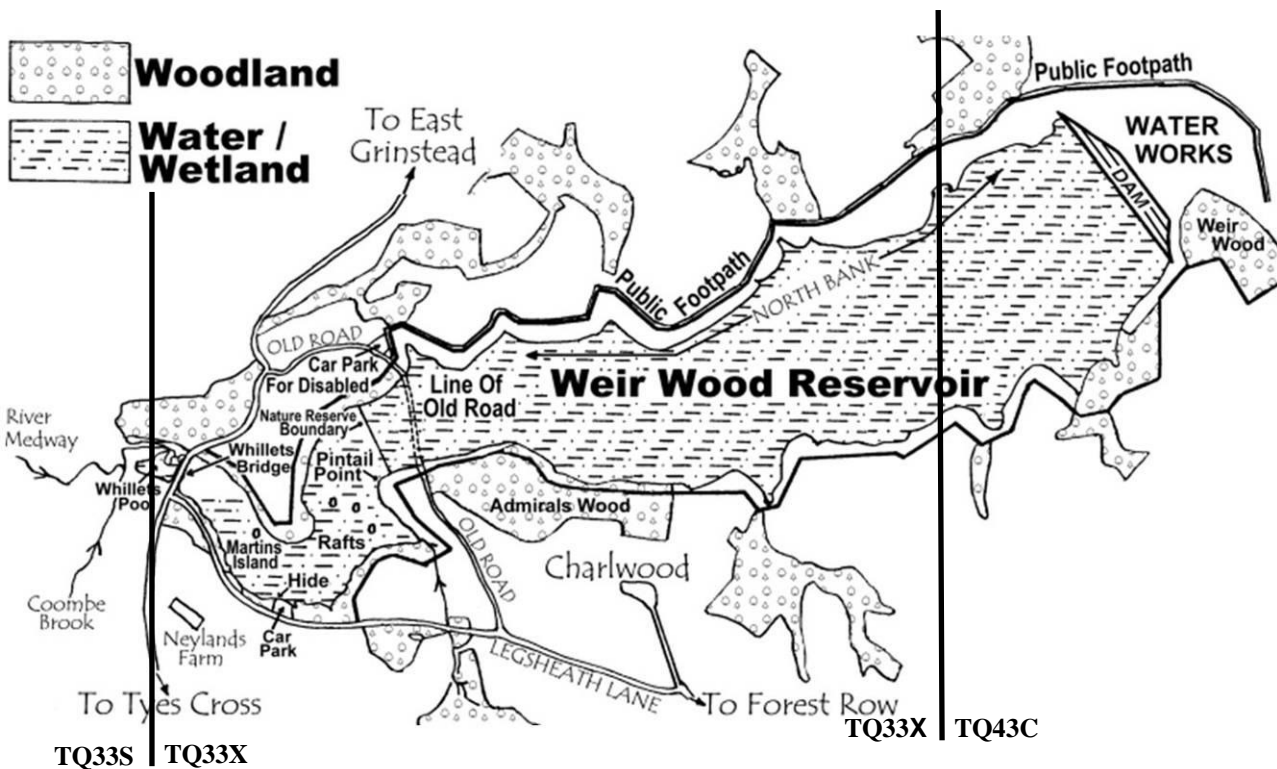 Woodland
Water /
Wetland
To East
Grinstead
Public Footpath
WATER
WORKS
DAM
Weir
Wood
Public Footpath
NORTH BANK
OLD ROAD
Car Park
For Disabled
Line Of
Old Road
Weir Wood Reservoir
Nature Reserve
Boundary
River
Medway
Whillets
Bridge
Pintail
Point
Whillets
Pool
Admirals Wood
Martins
Island
Rafts
Hide
OLD ROAD
Charlwood
Coombe
Brook
Neylands
Farm
Car
Park
LEGSHEATH LANE
To Tyes Cross
To Forest Row
TQ33S
TQ33X
TQ33X
TQ43C